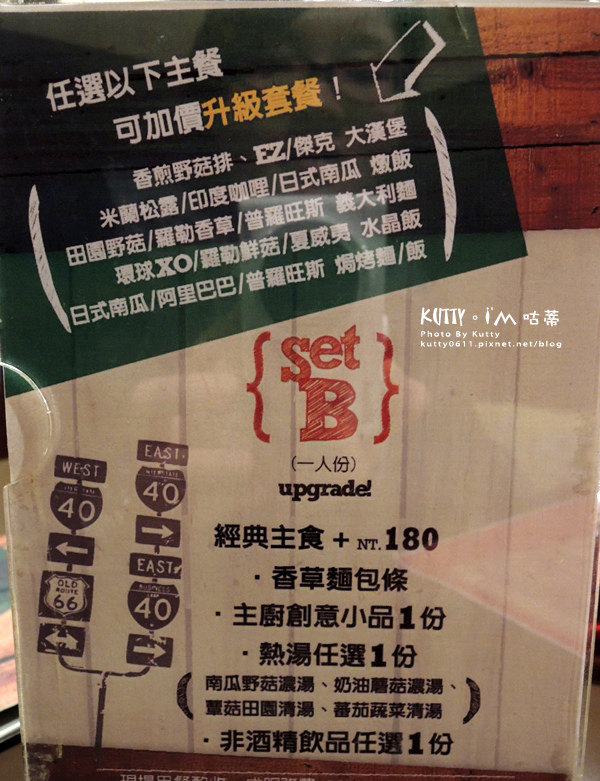 任選以下主餐
可加價升級套餐！
香煎野菇排、EZ/傑克 大漢堡
米蘭松露/印度咖哩/日式南瓜 燉飯
田園野菇/羅勒香草/普羅旺斯 義大利麵
環球XO/羅勒鮮菇/夏威夷 水晶飯
日式南瓜/阿里巴巴/普羅旺斯 焗烤麵/飯
KUTTY。i'M 咕蒂
Photo By Kutty
kutty0611.pixnet.net/blog
Set
B
(一人份)
upgrade!
WEST
40
OLD
ROUTE
66
EAST
40
EAST
40
經典主食 + NT.180
·香草麵包條
·主廚創意小品1份
·熱湯任選1份
(南瓜野菇濃湯、奶油蘑菇濃湯、
蕈菇田園清湯、蕃茄蔬菜清湯)
·非酒精飲品任選1份